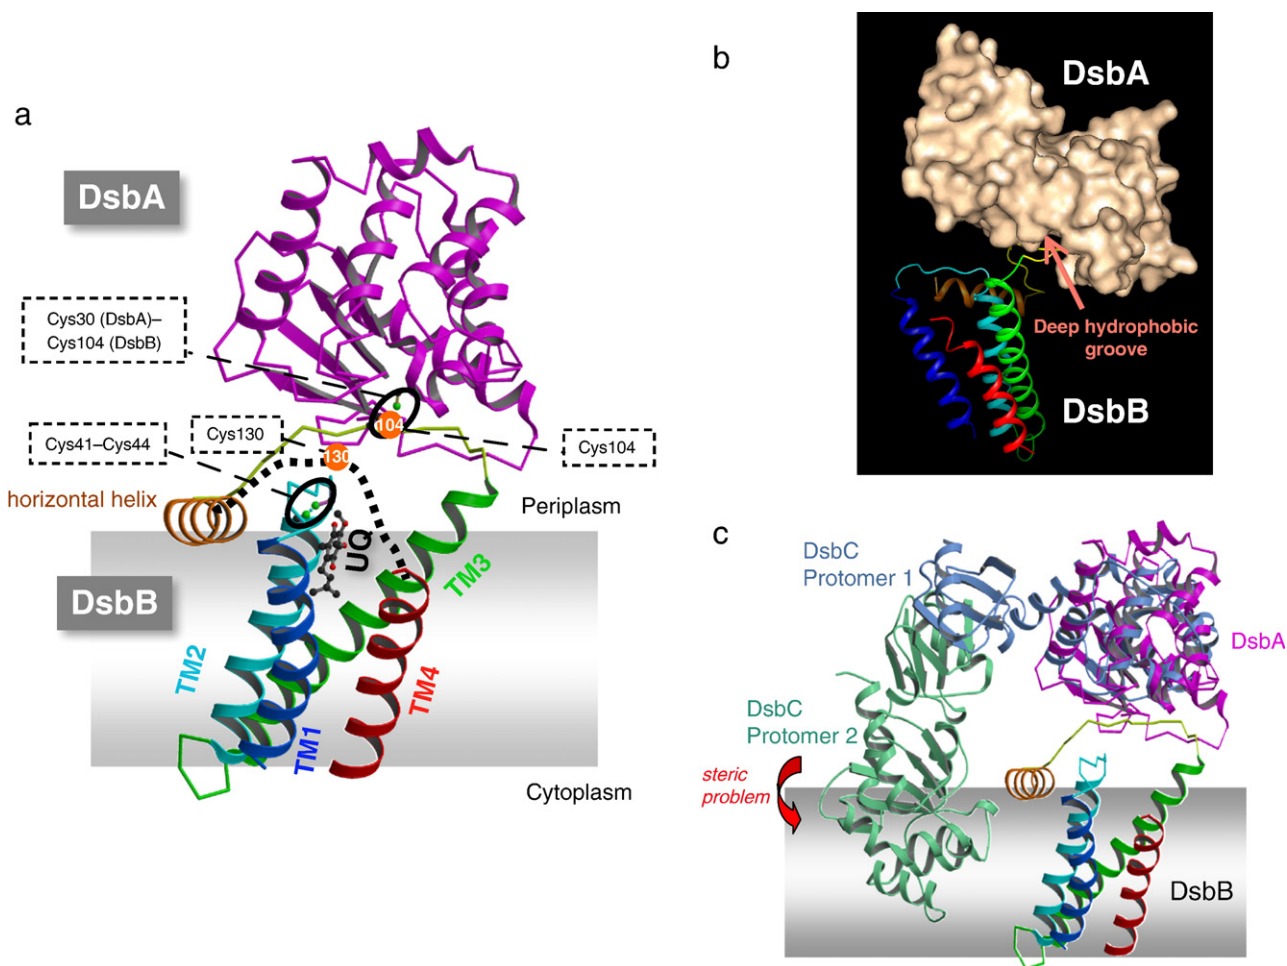 a
DsbA
Cys30 (DsbA)–
Cys104 (DsbB)
Cys41–Cys44
Cys130
104
130
Cys104
horizontal helix
Periplasm
UQ
DsbB
TM2
TM1
TM3
TM4
Cytoplasm
b
DsbA
Deep hydrophobic
groove
DsbB
c
DsbC
Protomer 1
DsbA
DsbC
Protomer 2
steric
problem
DsbB